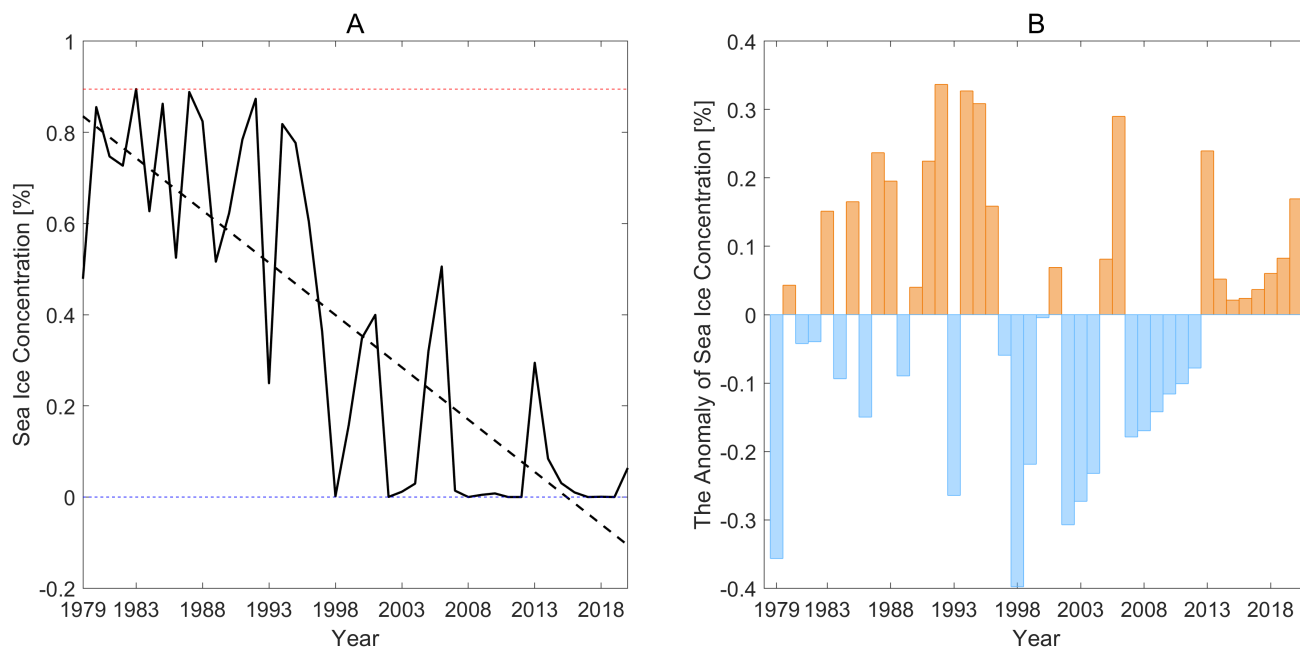 A
Sea Ice Concentration [%]
1
0.8
0.6
0.4
0.2
0
-0.2
1979 1983 1988 1993 1998 2003 2008 2013 2018
Year
B
The Anomaly of Sea Ice Concentration [%]
0.4
0.3
0.2
0.1
0
-0.1
-0.2
-0.3
-0.4
1979 1983 1988 1993 1998 2003 2008 2013 2018
Year